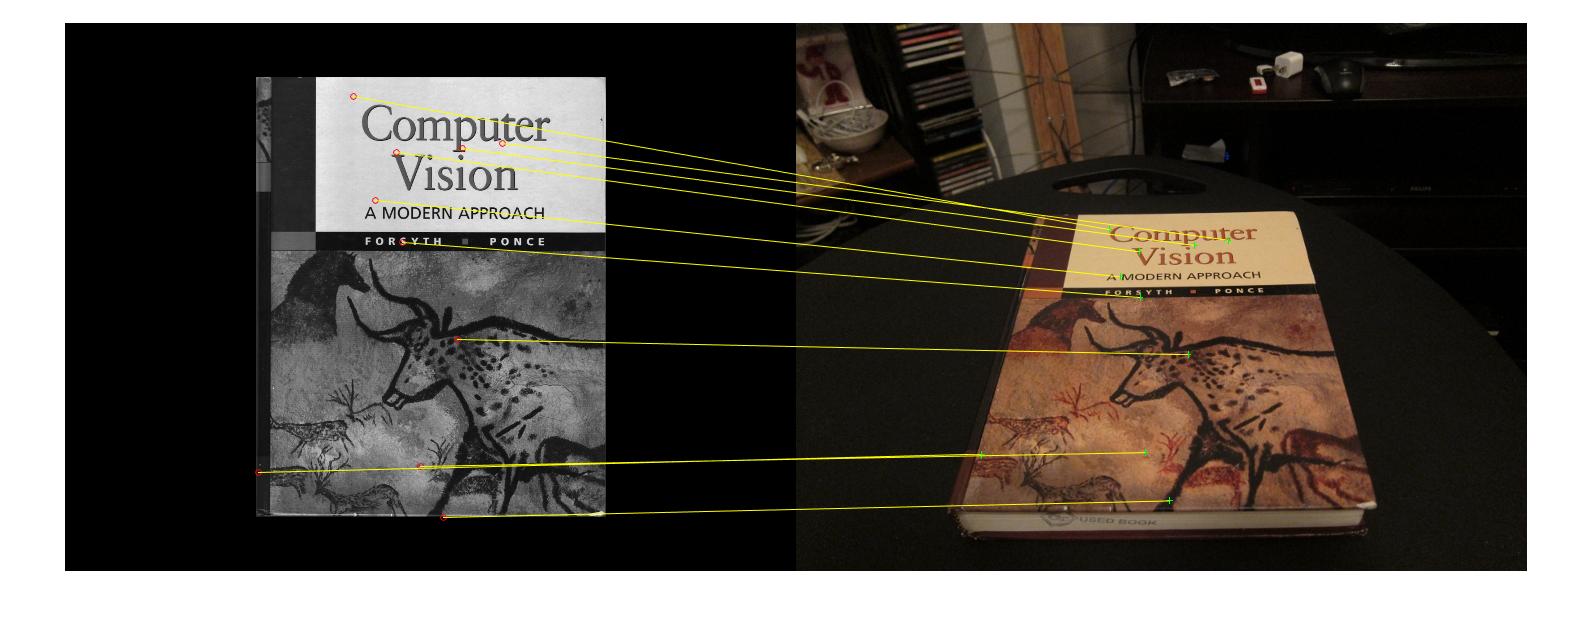 Computer
Vision
A MODERN APPROACH
FORSYTH PONCE
Computer
Vision
A MODERN APPROACH
FORSYTH PONCE
USED BOOK